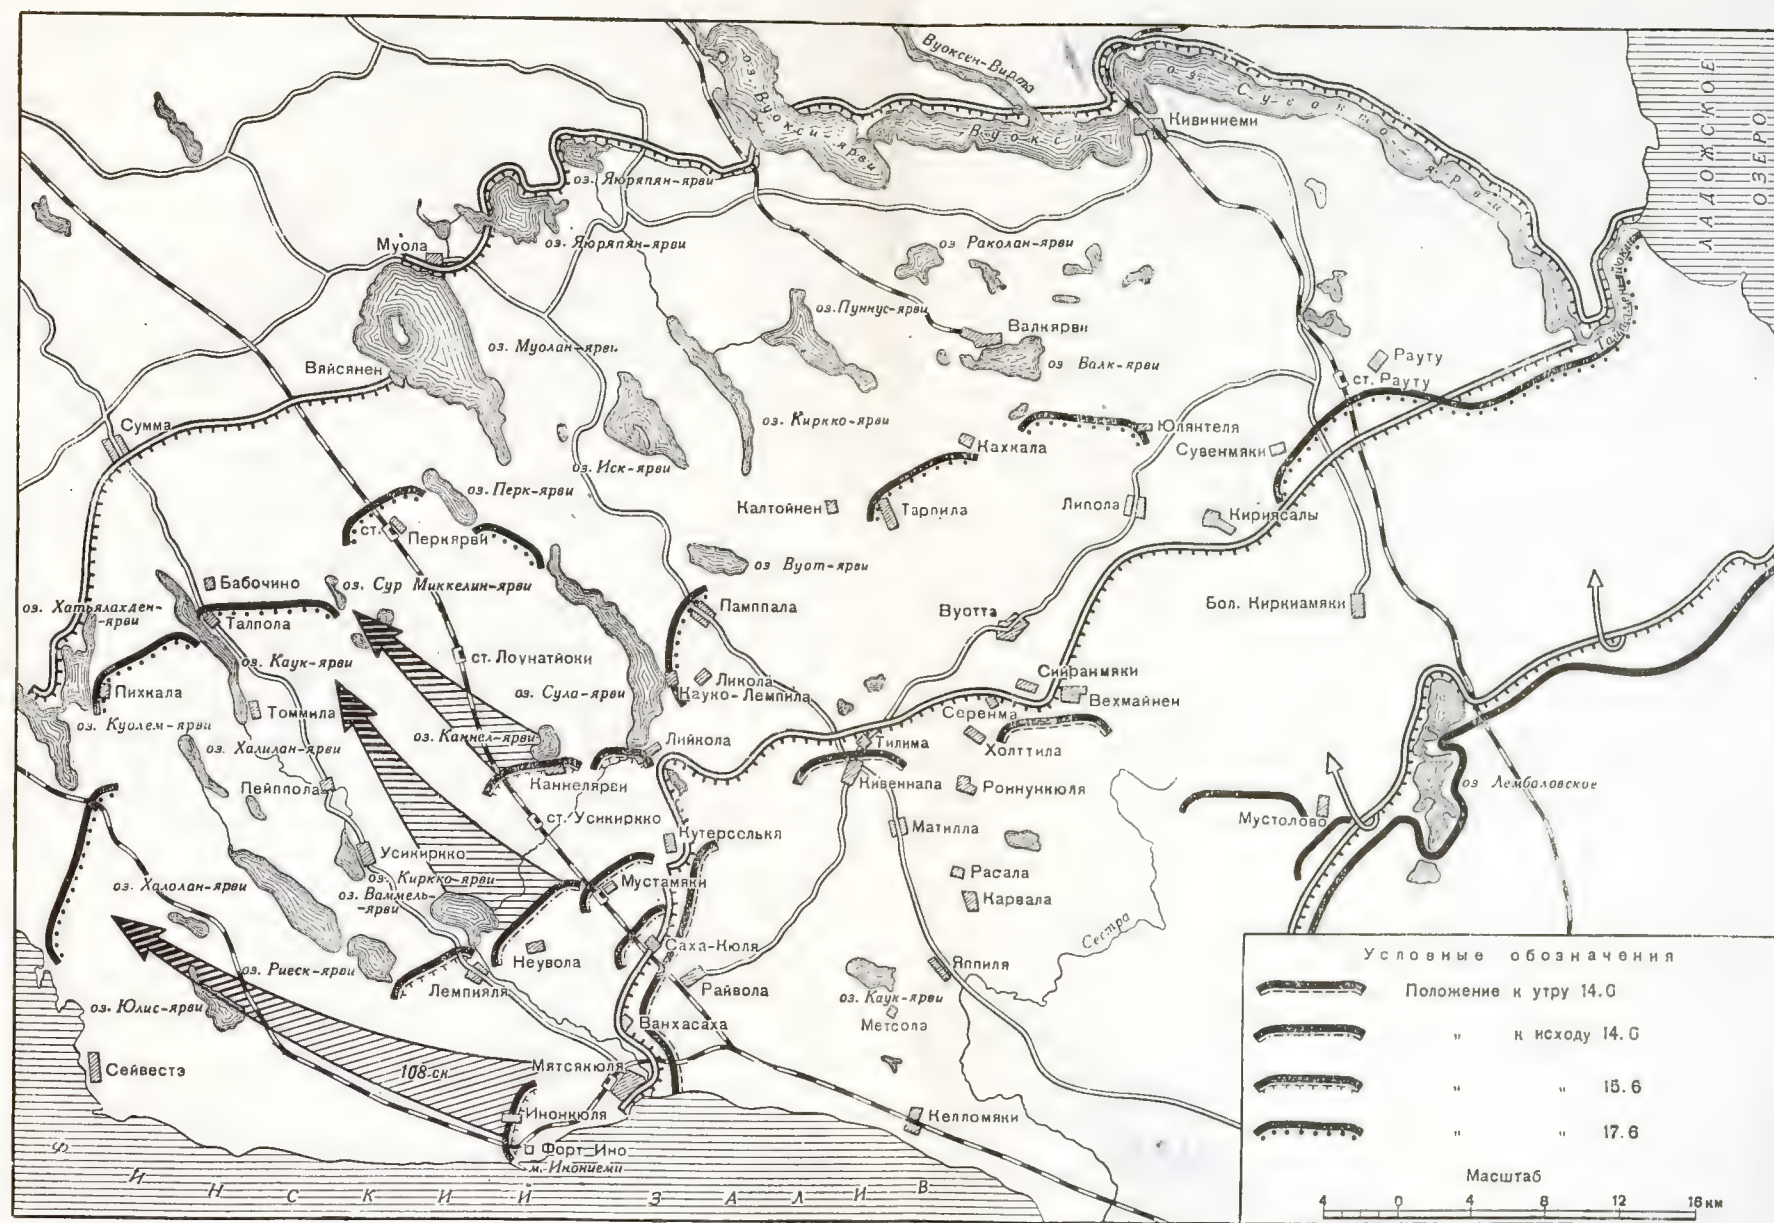 Вуоксен-Вирта
оз. Вуокси-ярви
Вуокси
оз. Суванто-ярви
ЛАДОЖСКОЕ
ОЗЕРО
Кивиниеми
оз. Яюряпян-ярви
Муола
оз. Яюряпян-ярви
оз. Раколан-ярви
оз. Пуннус-ярви
Валкярви
оз. Муолан-ярви
оз. Валк-ярви
Вяйсянен
Рауту
ст. Рауту
Сумма
оз. Киркко-ярви
Юлянтеля
Кахкала
Сувенмяки
оз. Иск-ярви
оз. Перк-ярви
Калтойнен
Тарпила
Липола
Кириясалы
ст. Перкярви
оз. Вуот-ярви
Бабочино
оз. Сур Миккелин-ярви
оз. Хатьялахден-
-ярви
Талпола
Памппала
Вуотта
Бол. Киркиамяки
оз. Каук-ярви
ст. Лоунатйоки
Ликола
Сийранмяки
Пихкала
оз. Сула-ярви
Кауко-Лемпила
Вехмайнен
оз. Куолем-ярви
Томмила
Серенма
оз. Халилан-ярви
оз. Каннел-ярви
Лийкола
Тилима
Холттила
Пейппола
Каннелярви
Кивеннапа
Роннункюля
оз. Лембаловские
ст. Усикиркко
Кутерселькя
Матилла
Мустолово
Усикиркко
оз. Киркко-ярви
Мустамяки
Расала
оз. Халолан-ярви
оз. Ваммель-
-ярви
Карвала
Сестра
Саха-Кюля
Неувола
оз. Риеск-ярви
Лемпияля
Райвола
Яппиля
оз. Каук-ярви
оз. Юлис-ярви
Ванхасаха
Метсола
Сейвестэ
108 ск
Мятсякюля
Инонкюля
Келломяки
Форт Ино
м. Инониеми
ФИНСКИЙ ЗАЛИВ
Условные обозначения
Положение к утру 14.6
" к исходу 14.6
" " 15.6
" " 17.6
Масштаб
4 0 4 8 12 16 км